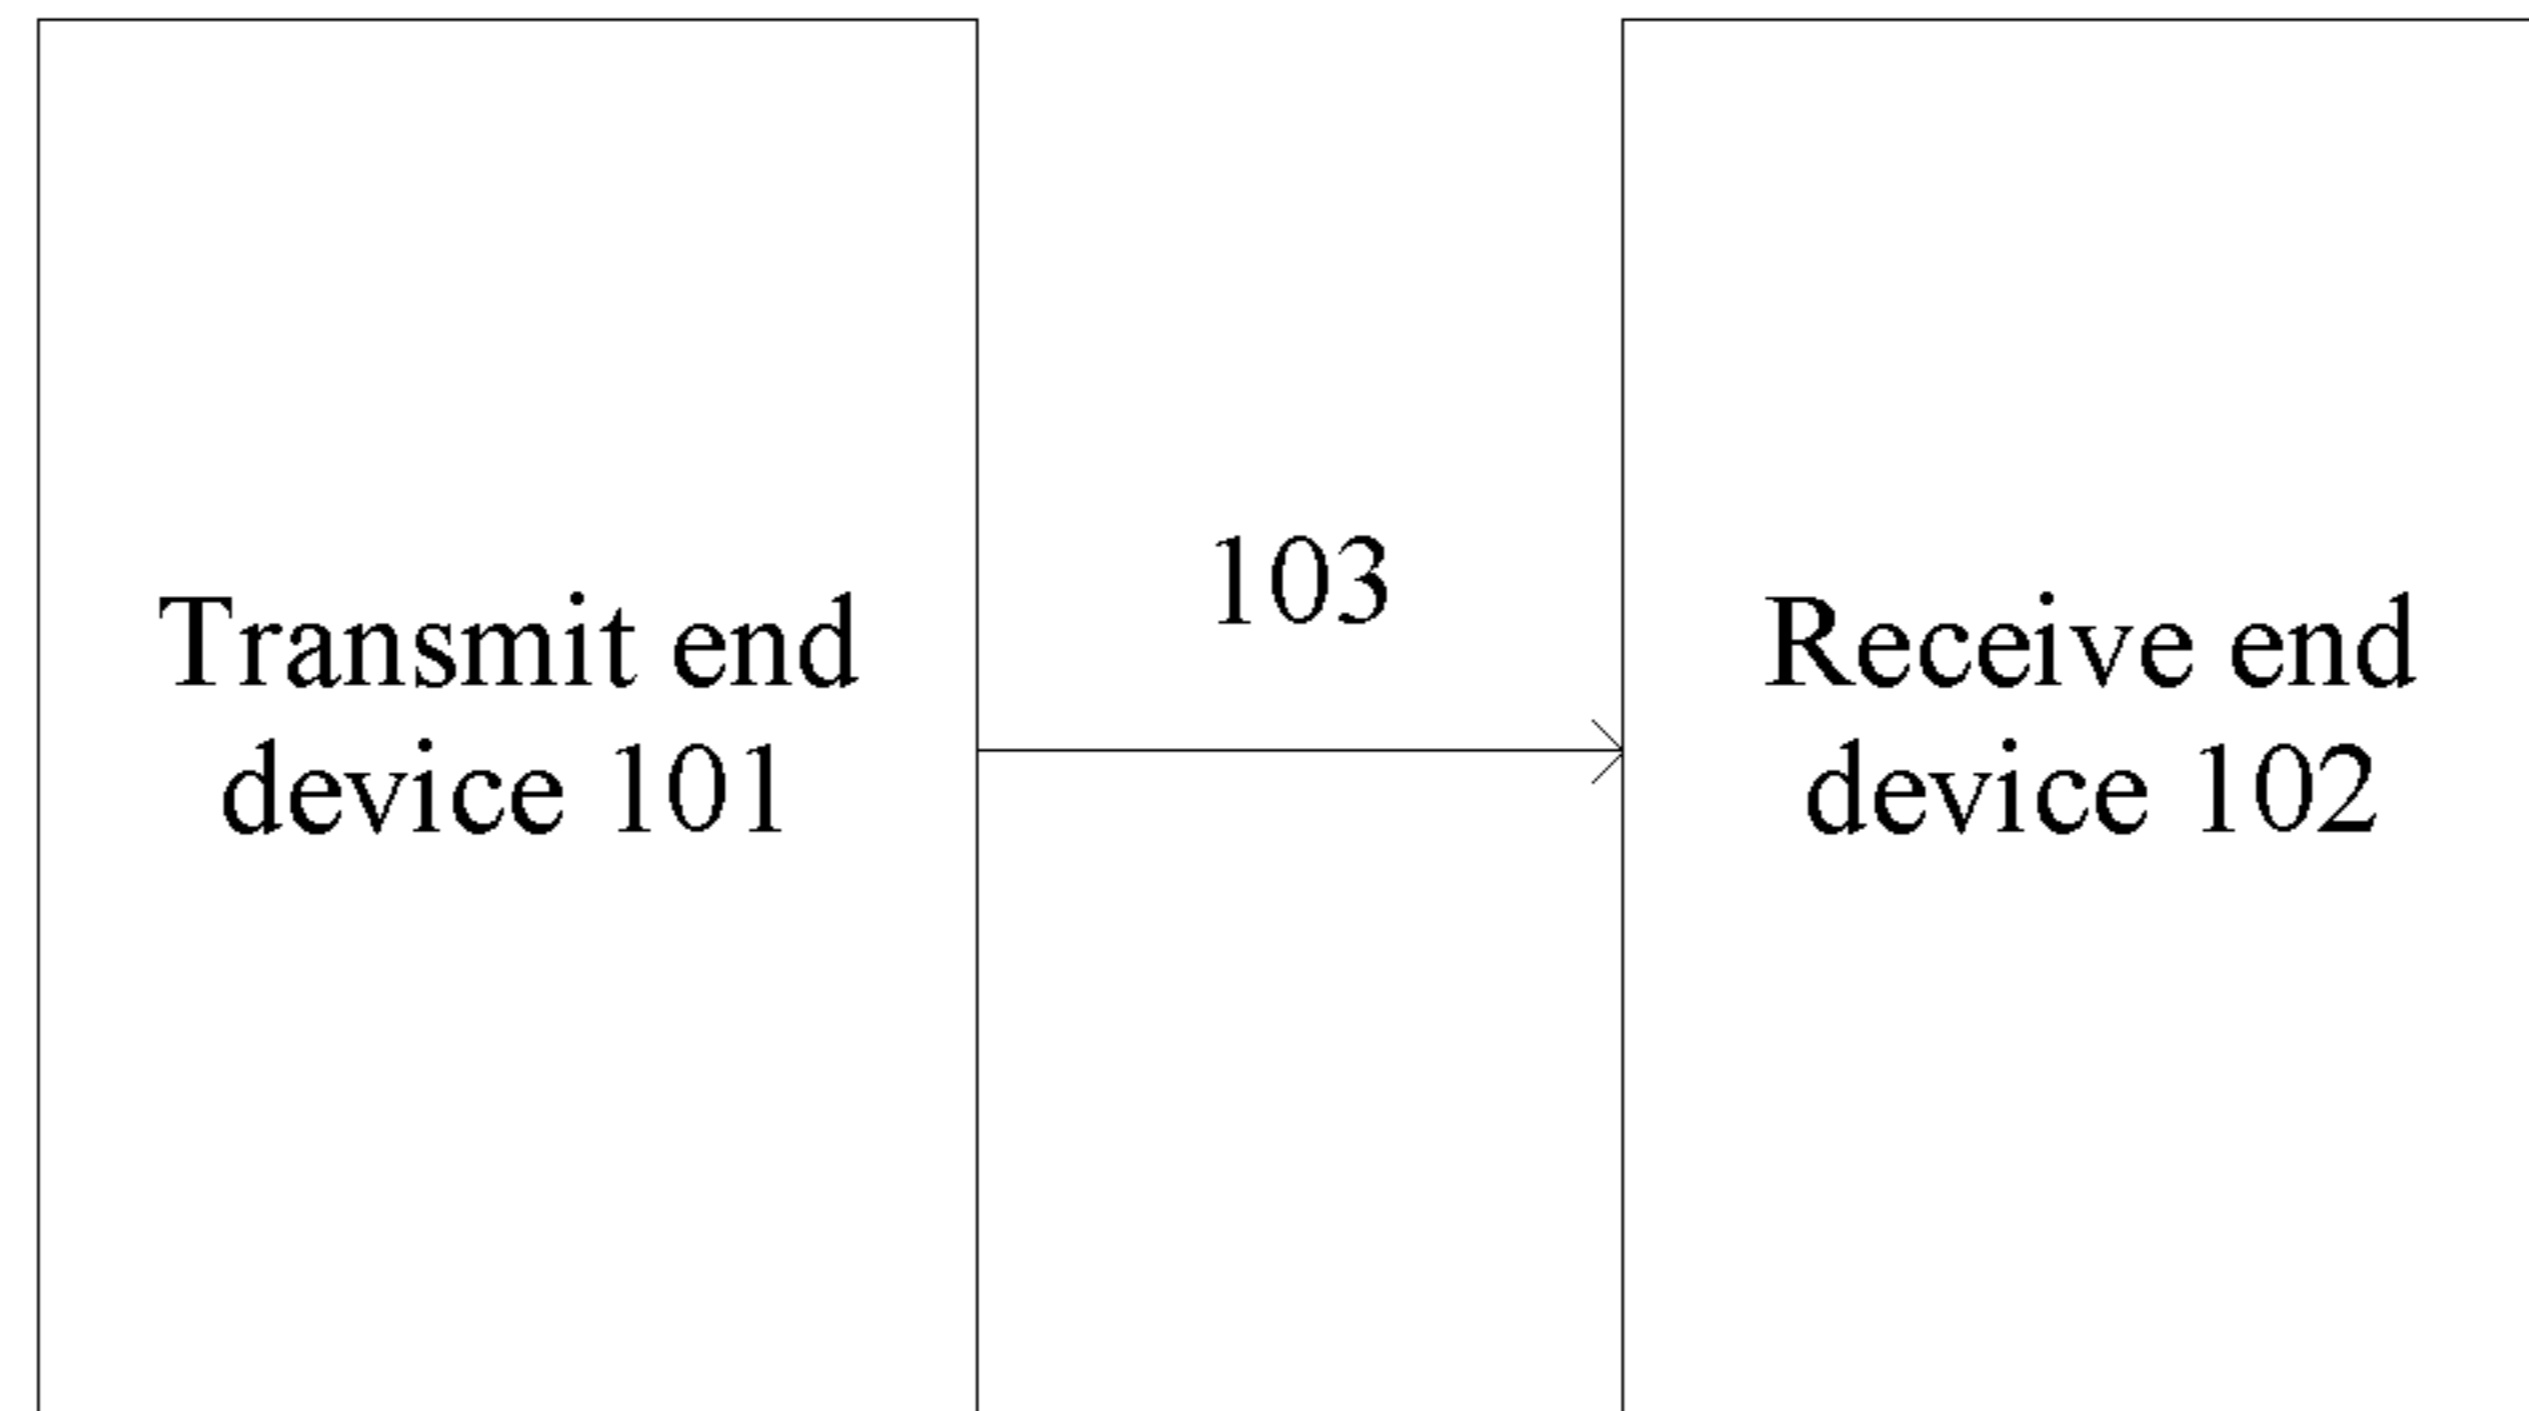 Transmit end
device 101
103
Receive end
device 102